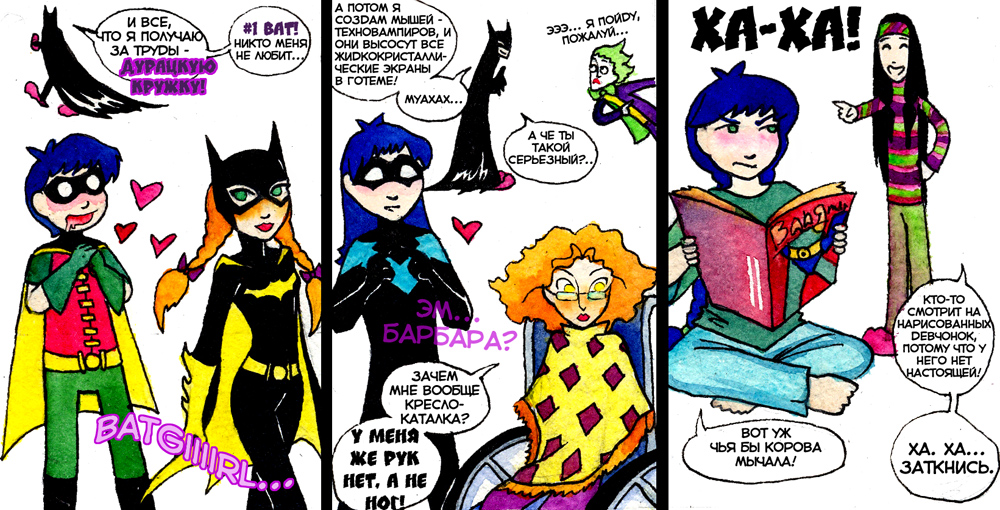 И ВСЕ,
ЧТО Я ПОЛУЧАЮ
ЗА ТРУДЫ -
ДУРАЦКУЮ
КРУЖКУ!
#1 BAT!
НИКТО МЕНЯ
НЕ ЛЮБИТ...
BATGIIIIIRL...
А ПОТОМ Я
СОЗДАМ МЫШЕЙ -
ТЕХНОВАМПИРОВ, И
ОНИ ВЫСОСУТ ВСЕ
ЖИДКОКРИСТАЛЛИ-
ЧЕСКИЕ ЭКРАНЫ
В ГОТЕМЕ!
МУАХАХ...
ЭЭЭ... Я ПОЙДУ,
ПОЖАЛУЙ...
А ЧЕ ТЫ
ТАКОЙ
СЕРЬЕЗНЫЙ?..
ЭМ...
БАРБАРА?
ЗАЧЕМ
МНЕ ВООБЩЕ
КРЕСЛО-
КАТАЛКА?
У МЕНЯ
ЖЕ РУК
НЕТ, А НЕ
НОГ!
ХА-ХА!
КТО-ТО
СМОТРИТ НА
НАРИСОВАННЫХ
ДЕВЧОНОК,
ПОТОМУ ЧТО У
НЕГО НЕТ
НАСТОЯЩЕЙ!
ВОТ УЖ
ЧЬЯ БЫ КОРОВА
МЫЧАЛА!
ХА. ХА...
ЗАТКНИСЬ.